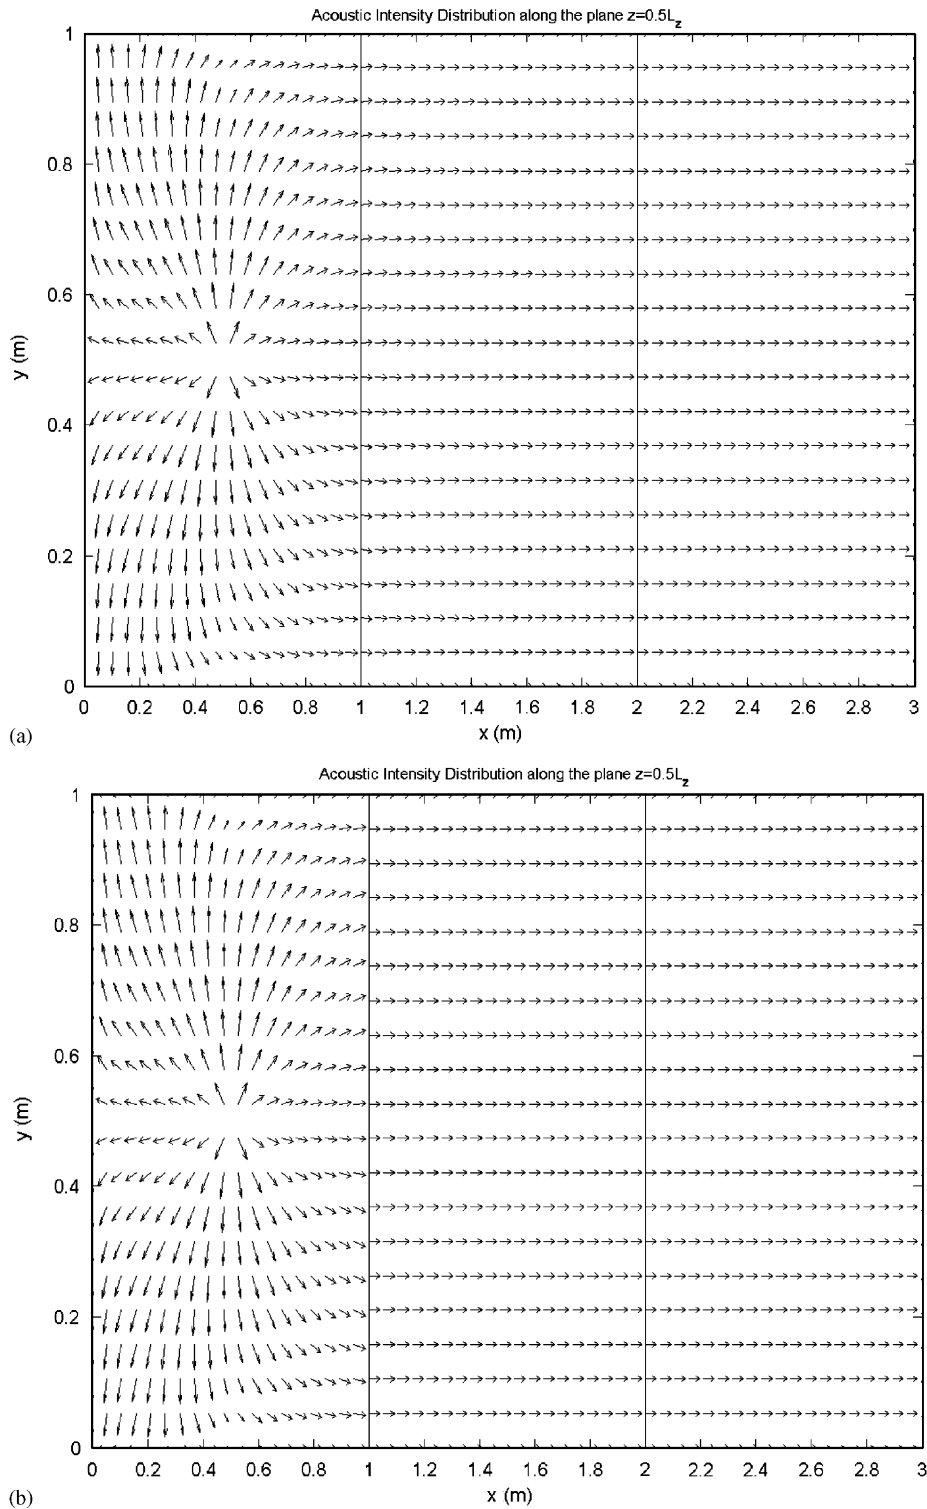 Acoustic Intensity Distribution along the plane z=0.5Lz
1
0.8
0.6
y (m)
0.4
0.2
0
0 0.2 0.4 0.6 0.8 1 1.2 1.4 1.6 1.8 2 2.2 2.4 2.6 2.8 3
x (m)
(a)
Acoustic Intensity Distribution along the plane z=0.5Lz
1
0.8
0.6
y (m)
0.4
0.2
0
0 0.2 0.4 0.6 0.8 1 1.2 1.4 1.6 1.8 2 2.2 2.4 2.6 2.8 3
x (m)
(b)